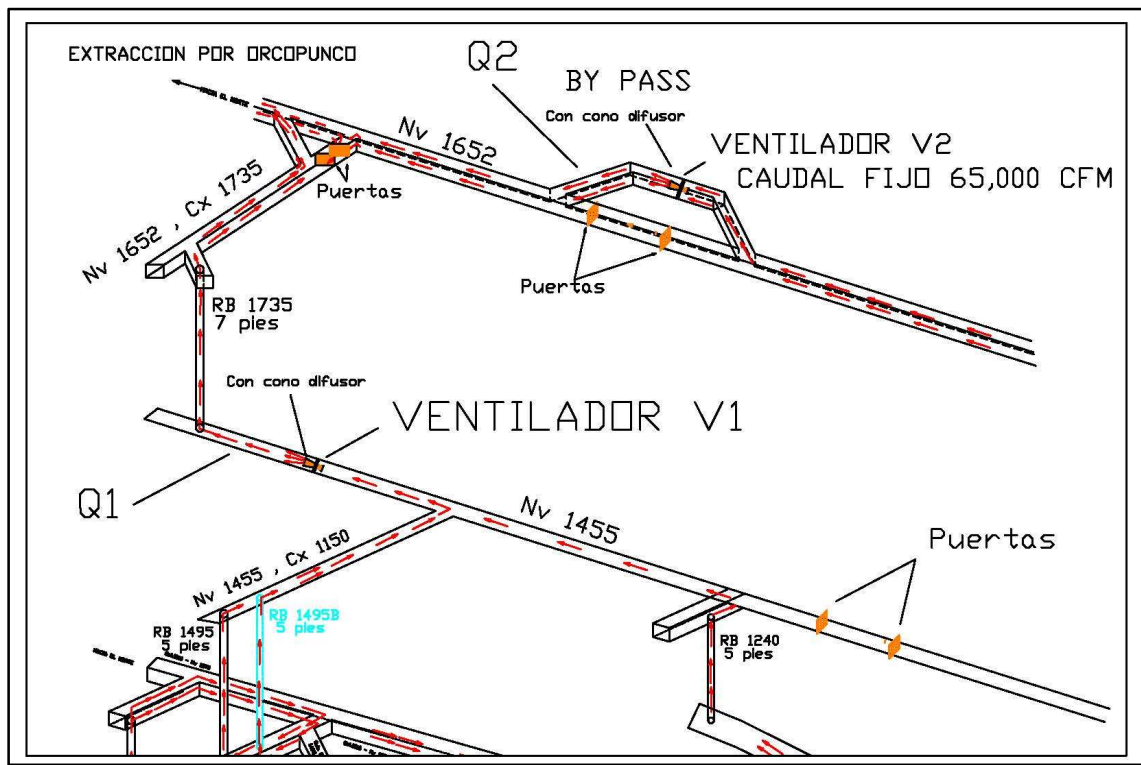 EXTRACCION POR ORCOPUNCO
Q2
BY PASS
Con cono difusor
Nv 1652
VENTILADOR V2
CAUDAL FIJO 65,000 CFM
Puertas
Nv 1652 , Cx 1735
Puertas
RB 1735
7 pies
Con cono difusor
VENTILADOR V1
Q1
Nv 1455
Puertas
Nv 1455 , Cx 1150
RB 1495B
5 pies
RB 1495
5 pies
RB 1240
5 pies